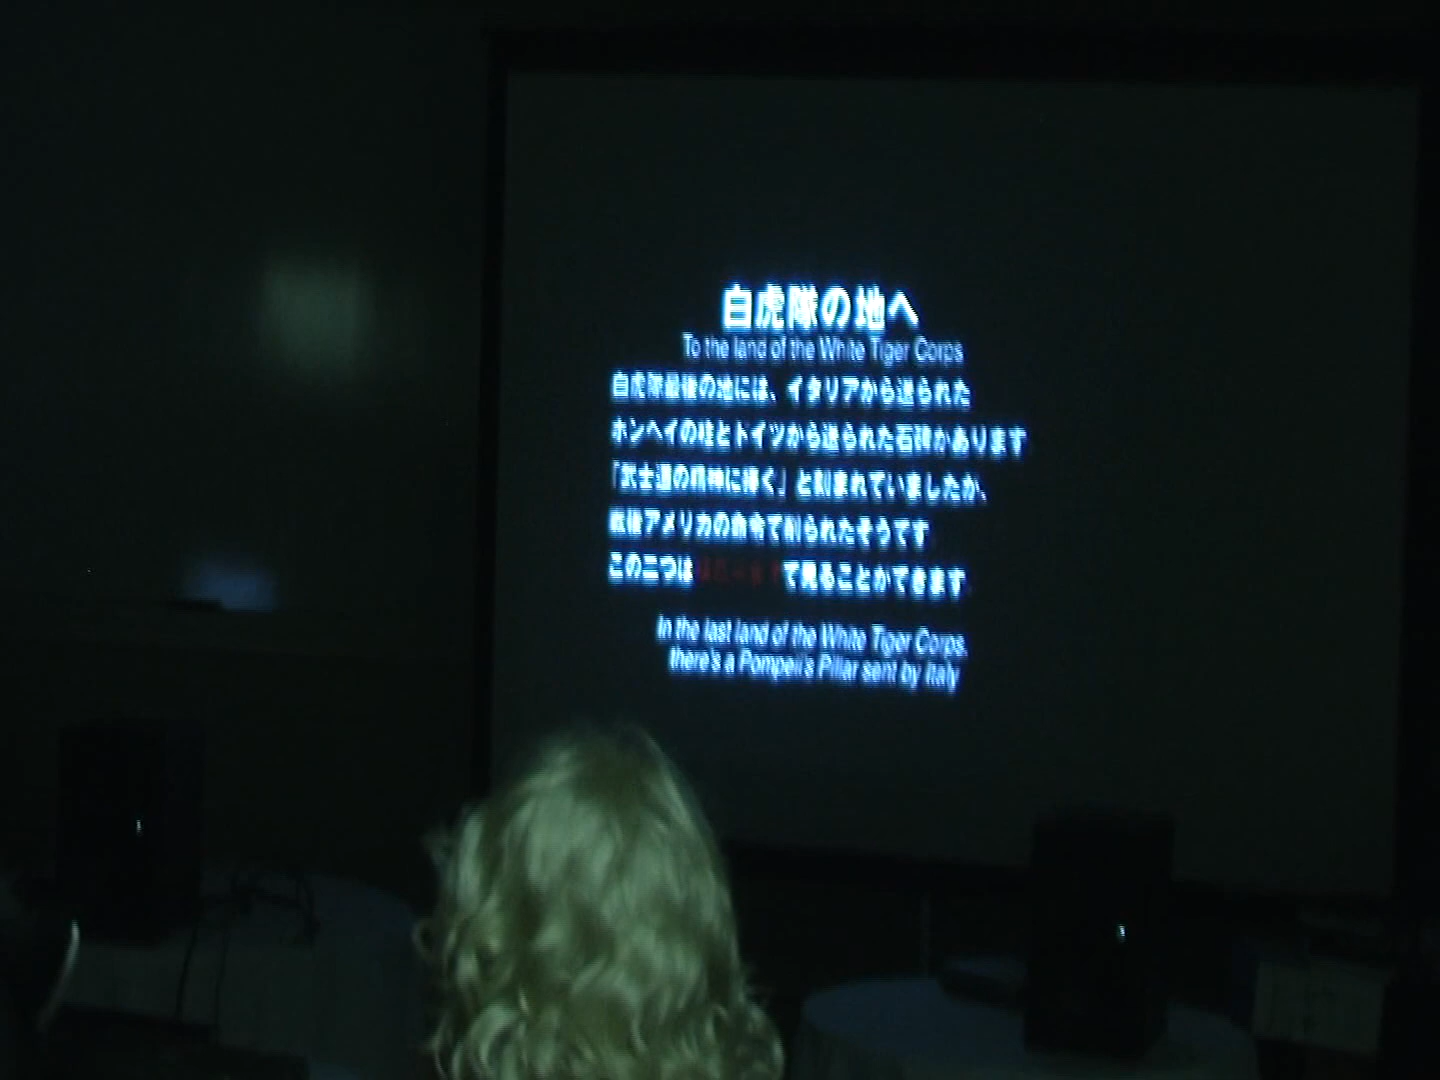 白虎隊の地へ
To the land of the White Tiger Corps
白虎隊最後の地には、イタリアから送られた
ポンペイの柱とドイツから送られた石碑があります
「武士道の精神に捧ぐ」と刻まれていましたが、
戦後アメリカの命令で削られたそうです
この二つは で見ることができます
In the last land of the White Tiger Corps,
there's a Pompeii's Pillar sent by Italy